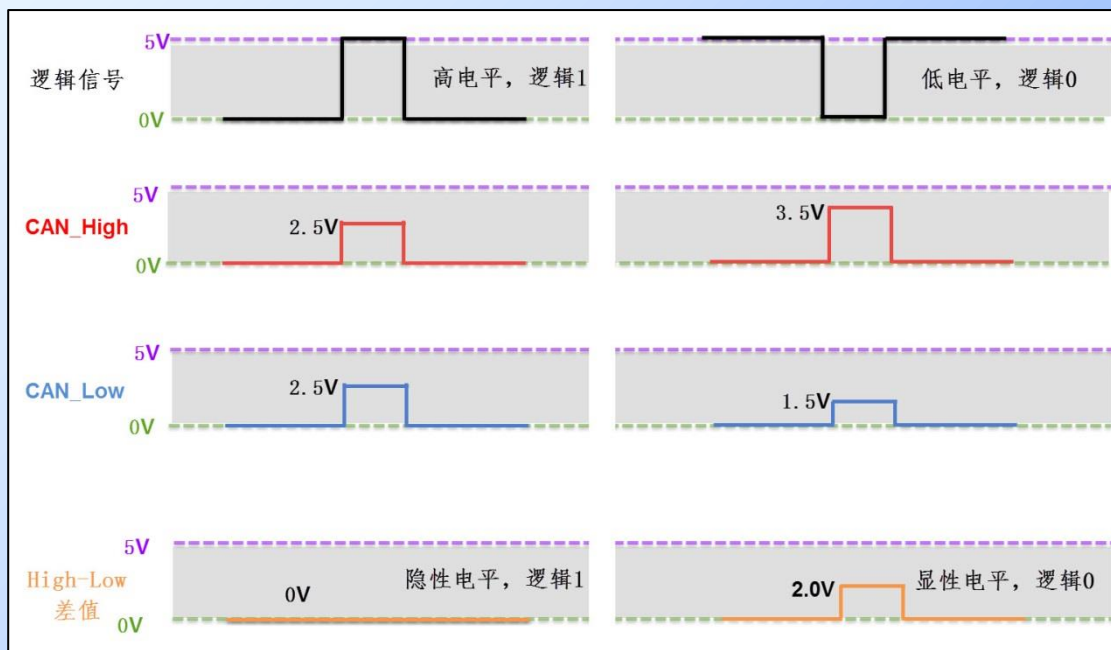 5V
逻辑信号
高电平，逻辑1
低电平，逻辑0
0V
5V
CAN_High
2.5V
3.5V
0V
5V
CAN_Low
2.5V
1.5V
0V
5V
High-Low
差值
0V
隐性电平，逻辑1
2.0V
显性电平，逻辑0
0V